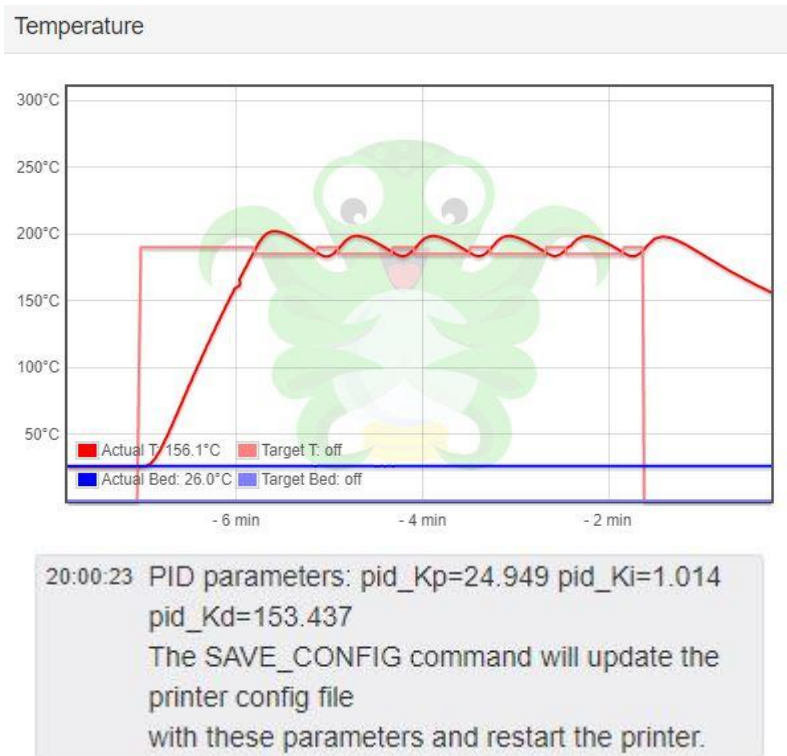 Temperature
300°C
250°C
200°C
150°C
100°C
50°C
Actual T: 156.1°C Target T: off
Actual Bed: 26.0°C Target Bed: off
- 6 min - 4 min - 2 min
20:00:23 PID parameters: pid_Kp=24.949 pid_Ki=1.014
pid_Kd=153.437
The SAVE_CONFIG command will update the
printer config file
with these parameters and restart the printer.